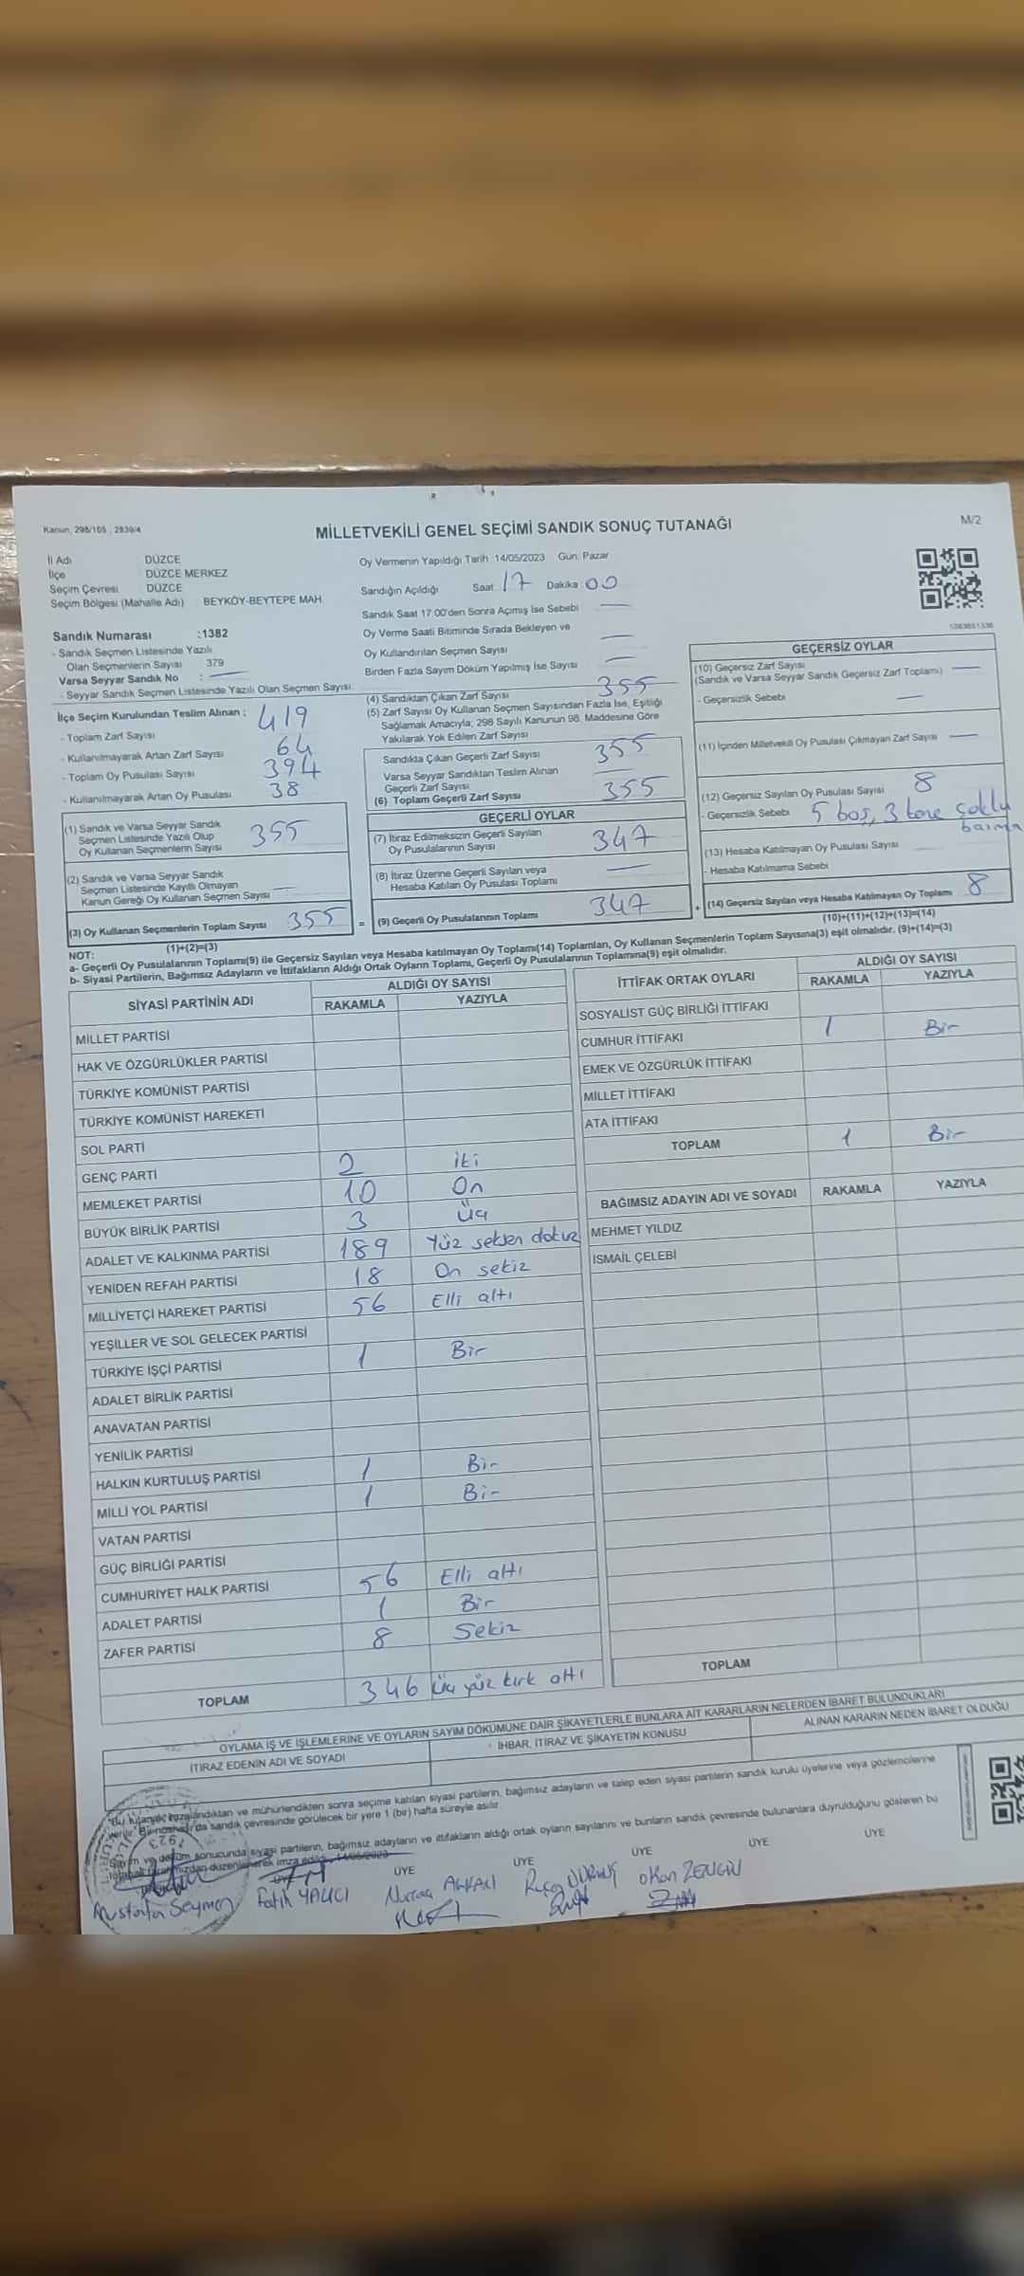 Kanun, 298/105 , 2839/4
MİLLETVEKİLİ GENEL SEÇİMİ SANDIK SONUÇ TUTANAĞI
M/2
İl Adı DÜZCE
İlçe DÜZCE MERKEZ
Seçim Çevresi DÜZCE
Seçim Bölgesi (Mahalle Adı) BEYKÖY-BEYTEPE MAH
Sandık Numarası :1382
- Sandık Seçmen Listesinde Yazılı
Olan Seçmenlerin Sayısı 379
Varsa Seyyar Sandık No : —
- Seyyar Sandık Seçmen Listesinde Yazılı Olan Seçmen Sayısı
Oy Vermenin Yapıldığı Tarih :14/05/2023 Gün: Pazar
Sandığın Açıldığı Saat 17 Dakika 00
Sandık Saat 17:00'den Sonra Açımış İse Sebebi —
Oy Verme Saati Bitiminde Sırada Bekleyen ve
Oy Kullandırılan Seçmen Sayısı —
Birden Fazla Sayım Döküm Yapılmış İse Sayısı —
İlçe Seçim Kurulundan Teslim Alınan :
- Toplam Zarf Sayısı 419
- Kullanılmayarak Artan Zarf Sayısı 64
- Toplam Oy Pusulası Sayısı 394
- Kullanılmayarak Artan Oy Pusulası 38
(1) Sandık ve Varsa Seyyar Sandık
Seçmen Listesinde Yazılı Olup
Oy Kullanan Seçmenlerin Sayısı 355
(2) Sandık ve Varsa Seyyar Sandık
Seçmen Listesinde Kayıtlı Olmayan
Kanun Gereği Oy Kullanan Seçmen Sayısı —
(3) Oy Kullanan Seçmenlerin Toplam Sayısı 355 =
(1)+(2)=(3)
(4) Sandıktan Çıkan Zarf Sayısı 355
(5) Zarf Sayısı Oy Kullanan Seçmen Sayısından Fazla İse, Eşitliği
Sağlamak Amacıyla; 298 Sayılı Kanunun 98. Maddesine Göre
Yakılarak Yok Edilen Zarf Sayısı
Sandıkta Çıkan Geçerli Zarf Sayısı 355
Varsa Seyyar Sandıktan Teslim Alınan
Geçerli Zarf Sayısı —
(6) Toplam Geçerli Zarf Sayısı 355
GEÇERLİ OYLAR
(7) İtiraz Edilmeksizin Geçerli Sayılan
Oy Pusulalarının Sayısı 347
(8) İtiraz Üzerine Geçerli Sayılan veya
Hesaba Katılan Oy Pusulası Toplamı —
(9) Geçerli Oy Pusulalarının Toplamı 347 +
GEÇERSİZ OYLAR
(10) Geçersiz Zarf Sayısı
(Sandık ve Varsa Seyyar Sandık Geçersiz Zarf Toplamı) —
- Geçersizlik Sebebi —
(11) İçinden Milletvekili Oy Pusulası Çıkmayan Zarf Sayısı —
(12) Geçersiz Sayılan Oy Pusulası Sayısı 8
- Geçersizlik Sebebi 5 boş, 3 tane çoklu
(13) Hesaba Katılmayan Oy Pusulası Sayısı
- Hesaba Katılmama Sebebi
(14) Geçersiz Sayılan veya Hesaba Katılmayan Oy Toplamı 8
(10)+(11)+(12)+(13)=(14)
NOT:
a- Geçerli Oy Pusulalarının Toplamı(9) ile Geçersiz Sayılan veya Hesaba katılmayan Oy Toplamı(14) Toplamları, Oy Kullanan Seçmenlerin Toplam Sayısına(3) eşit olmalıdır. (9)+(14)=(3)
b- Siyasi Partilerin, Bağımsız Adayların ve İttifakların Aldığı Ortak Oyların Toplamı, Geçerli Oy Pusulalarının Toplamına(9) eşit olmalıdır.
SİYASİ PARTİNİN ADI ALDIĞI OY SAYISI
RAKAMLA YAZIYLA
MİLLET PARTİSİ
HAK VE ÖZGÜRLÜKLER PARTİSİ
TÜRKİYE KOMÜNİST PARTİSİ
TÜRKİYE KOMÜNİST HAREKETİ
SOL PARTİ
GENÇ PARTİ 2 iki
MEMLEKET PARTİSİ 10 On
BÜYÜK BİRLİK PARTİSİ 3 Üç
ADALET VE KALKINMA PARTİSİ 189 Yüz seksen dokuz
YENİDEN REFAH PARTİSİ 18 On sekiz
MİLLİYETÇİ HAREKET PARTİSİ 56 Elli altı
YEŞİLLER VE SOL GELECEK PARTİSİ
TÜRKİYE İŞÇİ PARTİSİ 1 Bir
ADALET BİRLİK PARTİSİ
ANAVATAN PARTİSİ
YENİLİK PARTİSİ
HALKIN KURTULUŞ PARTİSİ 1 Bir
MİLLİ YOL PARTİSİ 1 Bir
VATAN PARTİSİ
GÜÇ BİRLİĞİ PARTİSİ
CUMHURİYET HALK PARTİSİ 56 Elli altı
ADALET PARTİSİ 1 Bir
ZAFER PARTİSİ 8 Sekiz
TOPLAM 346 Üç yüz kırk altı
İTTİFAK ORTAK OYLARI ALDIĞI OY SAYISI
RAKAMLA YAZIYLA
SOSYALİST GÜÇ BİRLİĞİ İTTİFAKI
CUMHUR İTTİFAKI 1 Bir
EMEK VE ÖZGÜRLÜK İTTİFAKI
MİLLET İTTİFAKI
ATA İTTİFAKI
TOPLAM 1 Bir
BAĞIMSIZ ADAYIN ADI VE SOYADI RAKAMLA YAZIYLA
MEHMET YILDIZ
İSMAİL ÇELEBİ
TOPLAM
OYLAMA İŞ VE İŞLEMLERİNE VE OYLARIN SAYIM DÖKÜMÜNE DAİR ŞİKAYETLERLE BUNLARA AİT KARARLARIN NELERDEN İBARET BULUNDUKLARI
İTİRAZ EDENİN ADI VE SOYADI
İHBAR, İTİRAZ VE ŞİKAYETİN KONUSU
ALINAN KARARIN NEDEN İBARET OLDUĞU
sonra seçime katılan siyasi partilerin, bağımsız adayların ve talep eden siyasi partilerin sandık kurulu üyelerine veya gözlemcilerine
da sandık çevresinde görülecek bir yere 1 (bir) hafta süreyle asılır.
sonucunda siyasi partilerin, bağımsız adayların ve ittifakların aldığı ortak oyların sayılarını ve bunların sandık çevresinde bulunanlara duyrulduğunu gösteren bu
düzenlenerek imza edildi.
1923
ÜYE ÜYE ÜYE ÜYE ÜYE
Mustafa Seymen Fatih YALICI Okan ZENGİN